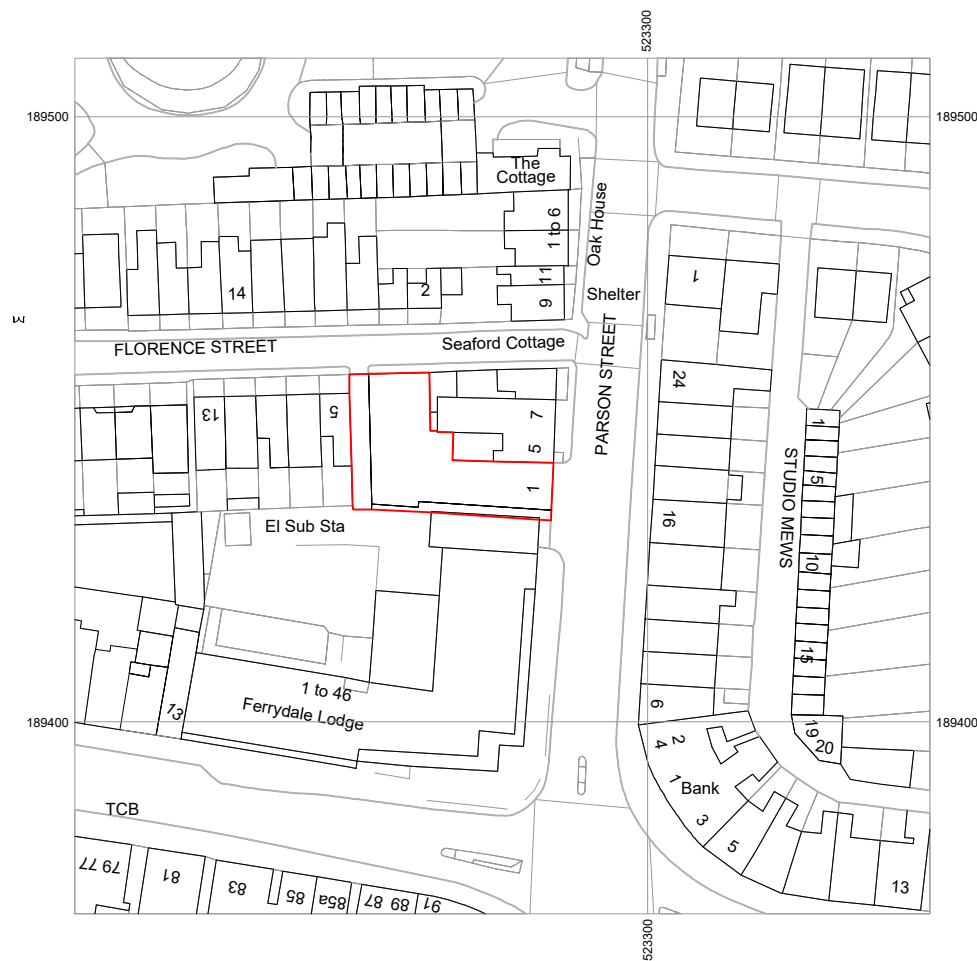 523300
189500
189500
The
Cottage
1 to 6
Oak House
11
9
1
14
2
Shelter
Seaford Cottage
FLORENCE STREET
PARSON STREET
24
13
5
7
5
1
1
5
STUDIO MEWS
16
10
El Sub Sta
15
1 to 46
Ferrydale Lodge
13
6
189400
189400
2
4
19
20
1
Bank
3
5
13
TCB
79 77
81
83
85
85a
87
89
91
523300